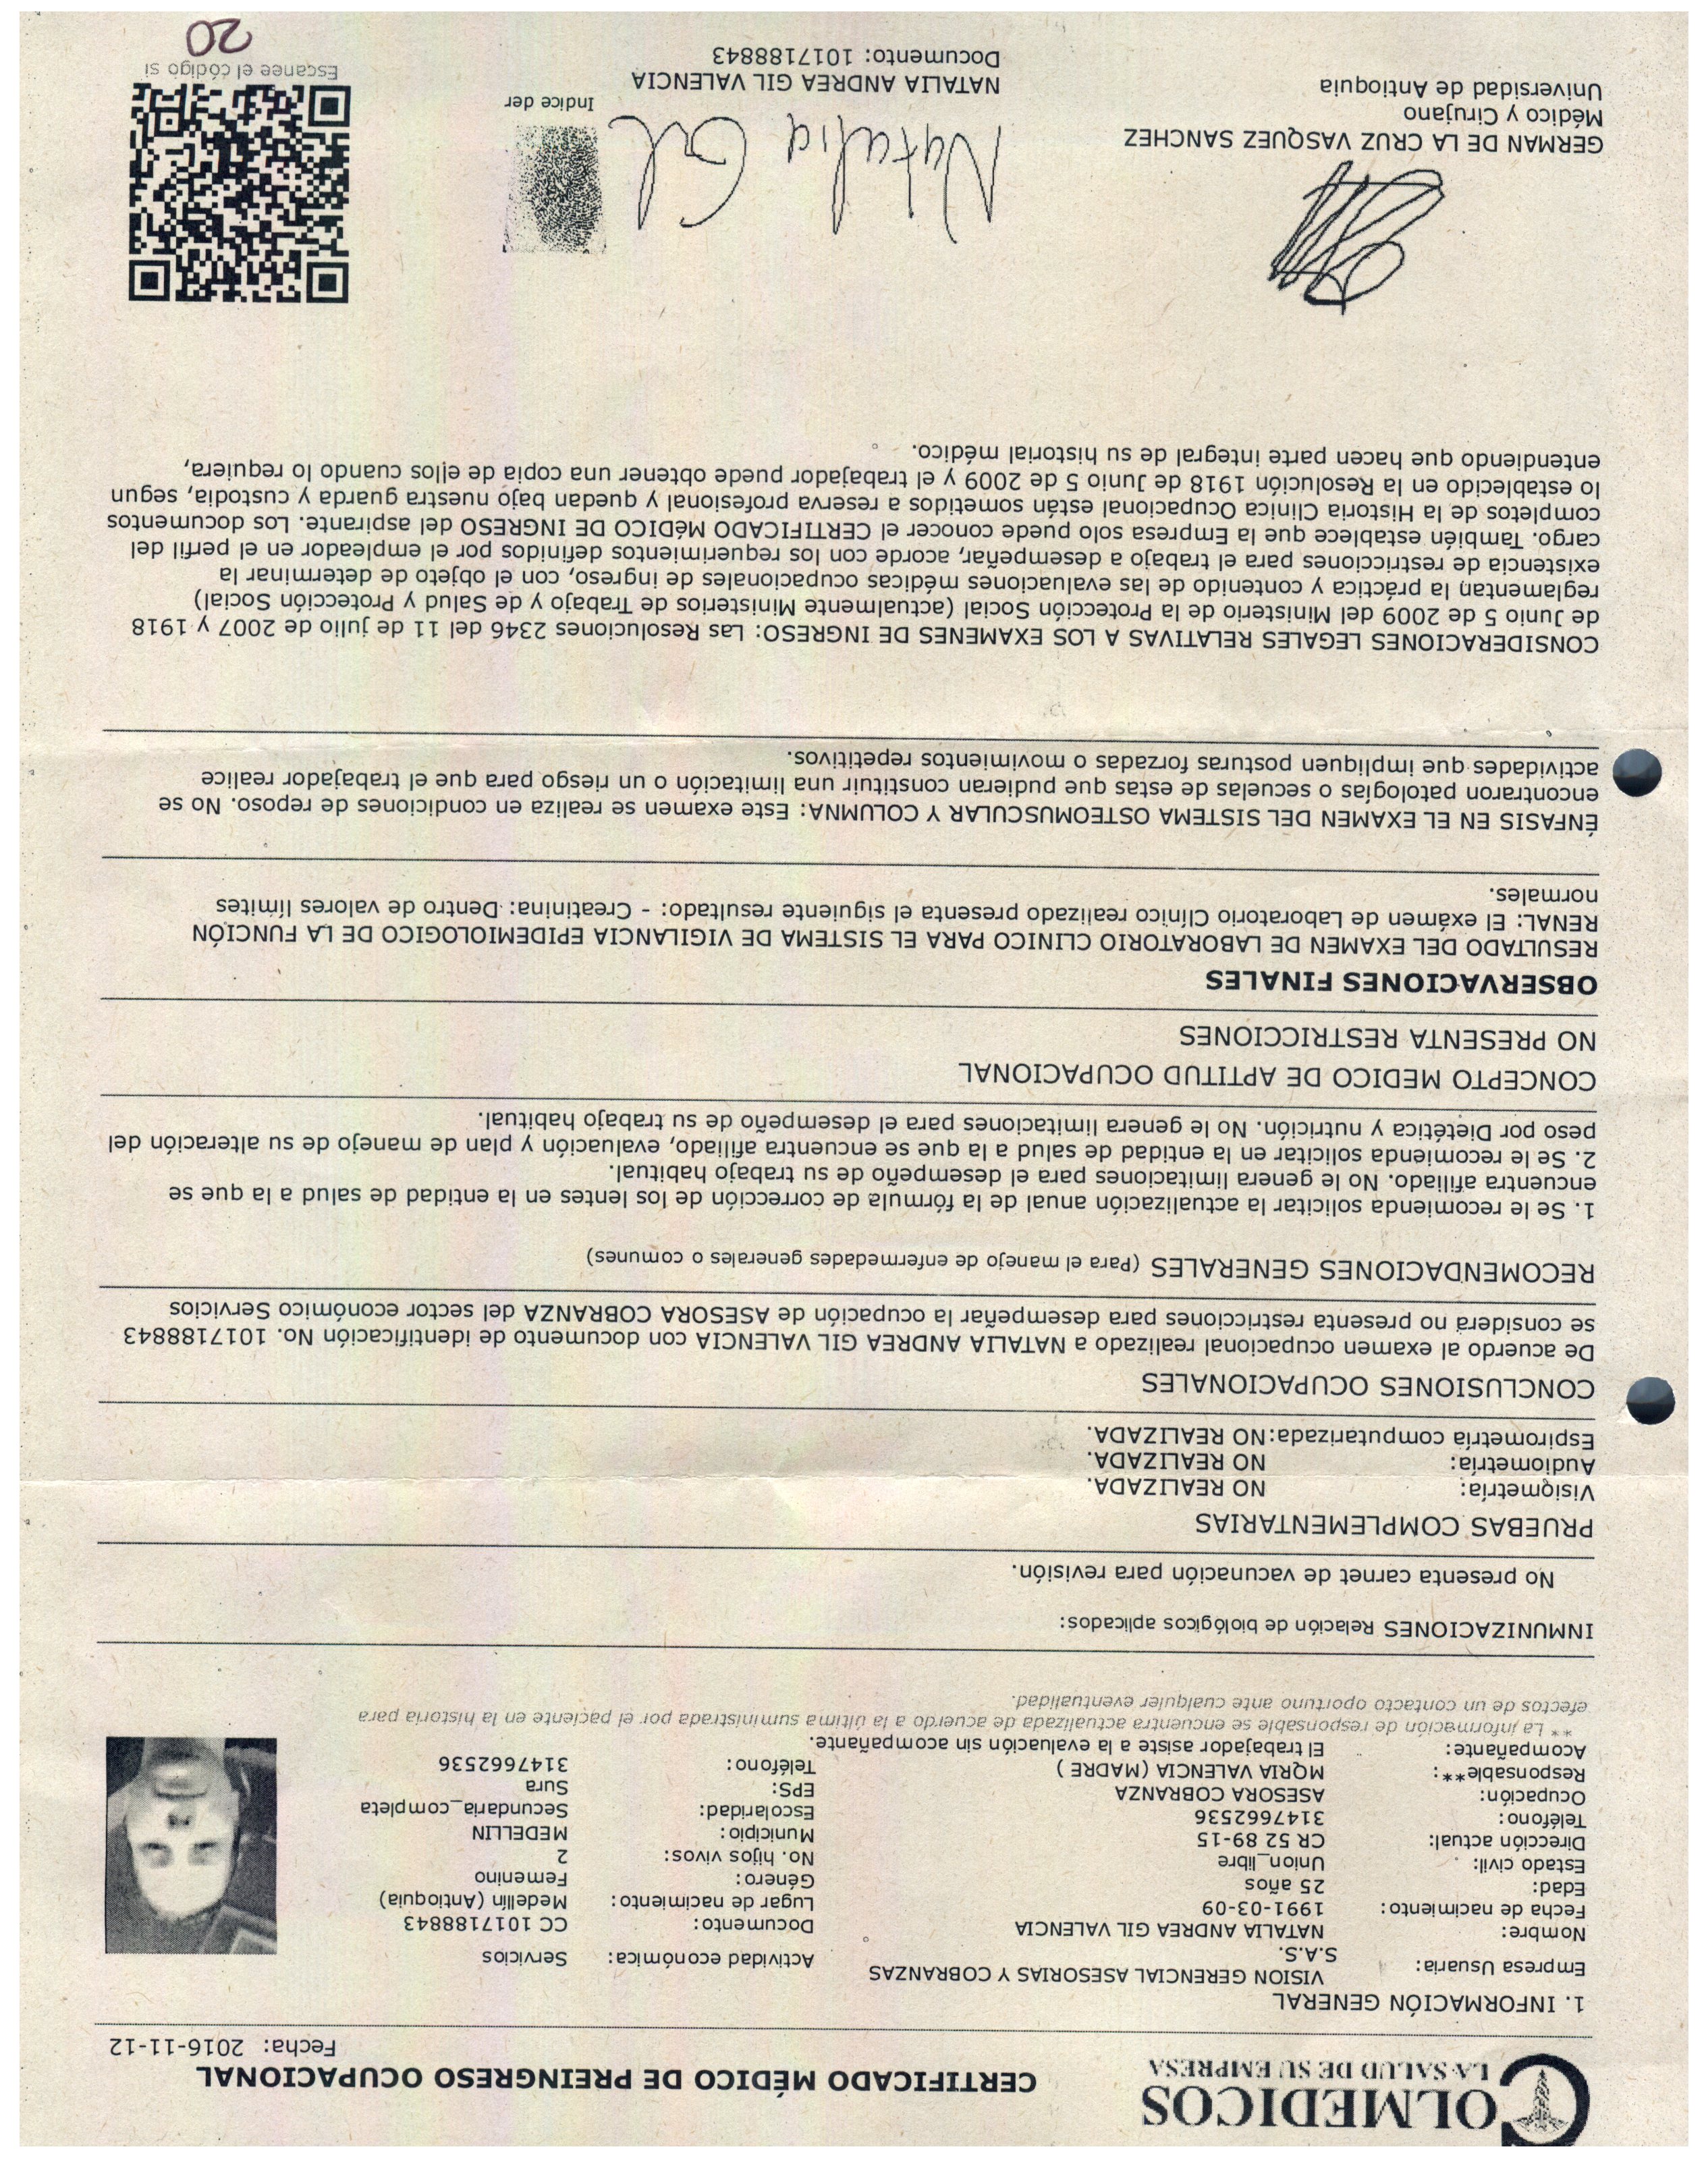 COLMEDICOS
LA SALUD DE SU EMPRESA
CERTIFICADO MÉDICO DE PREINGRESO OCUPACIONAL
Fecha: 2016-11-12
1. INFORMACIÓN GENERAL
Empresa Usuaria: VISION GERENCIAL ASESORIAS Y COBRANZAS S.A.S. Actividad económica: Servicios
Nombre: NATALIA ANDREA GIL VALENCIA Documento: CC 1017188843
Fecha de nacimiento: 1991-03-09 Lugar de nacimiento: Medellín (Antioquia)
Edad: 25 años Género: Femenino
Estado civil: Union_libre No. hijos vivos: 2
Dirección actual: CR 52 89-15 Municipio: MEDELLIN
Teléfono: 3147662536 Escolaridad: Secundaria_completa
Ocupación: ASESORA COBRANZA EPS: Sura
Responsable**: MQRIA VALENCIA (MADRE ) Teléfono: 3147662536
Acompañante: El trabajador asiste a la evaluación sin acompañante.
** La información de responsable se encuentra actualizada de acuerdo a la última suministrada por el paciente en la historia para
efectos de un contacto oportuno ante cualquier eventualidad.
INMUNIZACIONES Relación de biológicos aplicados:
No presenta carnet de vacunación para revisión.
PRUEBAS COMPLEMENTARIAS
Visiometría: NO REALIZADA.
Audiometría: NO REALIZADA.
Espirometría computarizada: NO REALIZADA.
CONCLUSIONES OCUPACIONALES
De acuerdo al examen ocupacional realizado a NATALIA ANDREA GIL VALENCIA con documento de identificación No. 1017188843
se considera no presenta restricciones para desempeñar la ocupación de ASESORA COBRANZA del sector económico Servicios
RECOMENDACIONES GENERALES (Para el manejo de enfermedades generales o comunes)
1. Se le recomienda solicitar la actualización anual de la fórmula de corrección de los lentes en la entidad de salud a la que se
encuentra afiliado. No le genera limitaciones para el desempeño de su trabajo habitual.
2. Se le recomienda solicitar en la entidad de salud a la que se encuentra afiliado, evaluación y plan de manejo de su alteración del
peso por Dietética y nutrición. No le genera limitaciones para el desempeño de su trabajo habitual.
CONCEPTO MEDICO DE APTITUD OCUPACIONAL
NO PRESENTA RESTRICCIONES
OBSERVACIONES FINALES
RESULTADO DEL EXAMEN DE LABORATORIO CLINICO PARA EL SISTEMA DE VIGILANCIA EPIDEMIOLOGICO DE LA FUNCIÓN
RENAL: El exámen de Laboratorio Clínico realizado presenta el siguiente resultado: - Creatinina: Dentro de valores límites
normales.
ÉNFASIS EN EL EXAMEN DEL SISTEMA OSTEOMUSCULAR Y COLUMNA: Este examen se realiza en condiciones de reposo. No se
encontraron patologías o secuelas de estas que pudieran constituir una limitación o un riesgo para que el trabajador realice
actividades que impliquen posturas forzadas o movimientos repetitivos.
CONSIDERACIONES LEGALES RELATIVAS A LOS EXAMENES DE INGRESO: Las Resoluciones 2346 del 11 de julio de 2007 y 1918
de Junio 5 de 2009 del Ministerio de la Protección Social (actualmente Ministerios de Trabajo y de Salud y Protección Social)
reglamentan la práctica y contenido de las evaluaciones médicas ocupacionales de ingreso, con el objeto de determinar la
existencia de restricciones para el trabajo a desempeñar, acorde con los requerimientos definidos por el empleador en el perfil del
cargo. También establece que la Empresa solo puede conocer el CERTIFICADO MéDICO DE INGRESO del aspirante. Los documentos
completos de la Historia Clínica Ocupacional están sometidos a reserva profesional y quedan bajo nuestra guarda y custodia, segun
lo establecido en la Resolución 1918 de Junio 5 de 2009 y el trabajador puede obtener una copia de ellos cuando lo requiera,
entendiendo que hacen parte integral de su historial médico.
Natalia Gil
GERMAN DE LA CRUZ VASQUEZ SANCHEZ
Médico y Cirujano
Universidad de Antioquia
NATALIA ANDREA GIL VALENCIA
Documento: 1017188843
Indice der
Escanee el código si
20